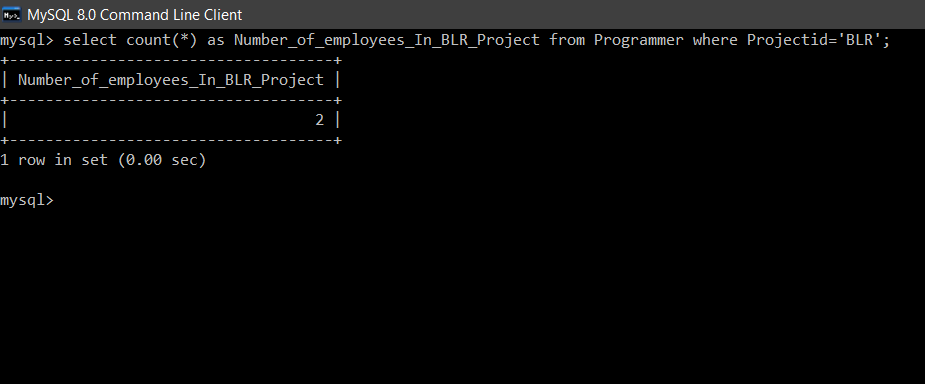 MySQL 8.0 Command Line Client
mysql> select count(*) as Number_of_employees_In_BLR_Project from Programmer where Projectid='BLR';
+------------------------------------+
| Number_of_employees_In_BLR_Project |
+------------------------------------+
|                                  2 |
+------------------------------------+
1 row in set (0.00 sec)
mysql>